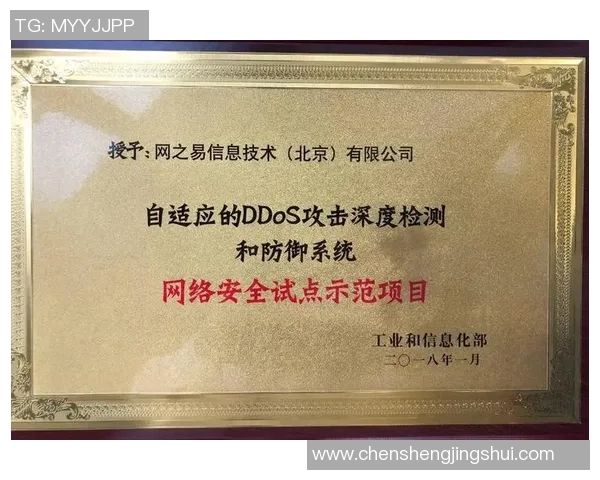 TG: MYYJJPP
授予：网之易信息技术（北京）有限公司
自适应的DDoS攻击深度检测
和防御系统
网络安全试点示范项目
工业和信息化部
二〇一八年一月
www.chenshengjingshui.com